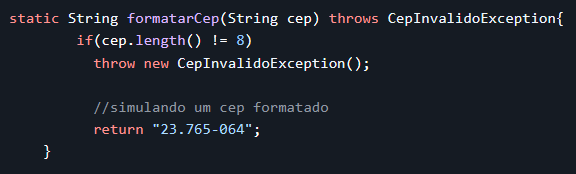 static String formatarCep(String cep) throws CepInvalidoException{
if(cep.length() != 8)
throw new CepInvalidoException();
//simulando um cep formatado
return "23.765-064";
}